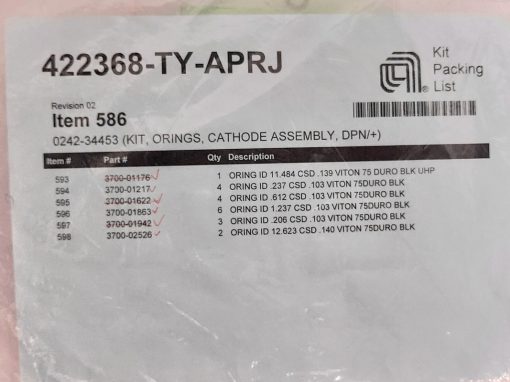 422368-TY-APRJ
Kit
Packing
List
Revision 02
Item 586
0242-34453 (KIT, ORINGS, CATHODE ASSEMBLY, DPN/+)
Item # Part # Qty Description
593 3700-01176 1 ORING ID 11.484 CSD .139 VITON 75 DURO BLK UHP
594 3700-01217 4 ORING ID .237 CSD .103 VITON 75DURO BLK
595 3700-01622 4 ORING ID .612 CSD .103 VITON 75DURO BLK
596 3700-01863 6 ORING ID 1.237 CSD .103 VITON 75DURO BLK
597 3700-01942 3 ORING ID .206 CSD .103 VITON 75DURO BLK
598 3700-02526 2 ORING ID 12.623 CSD .140 VITON 75DURO BLK